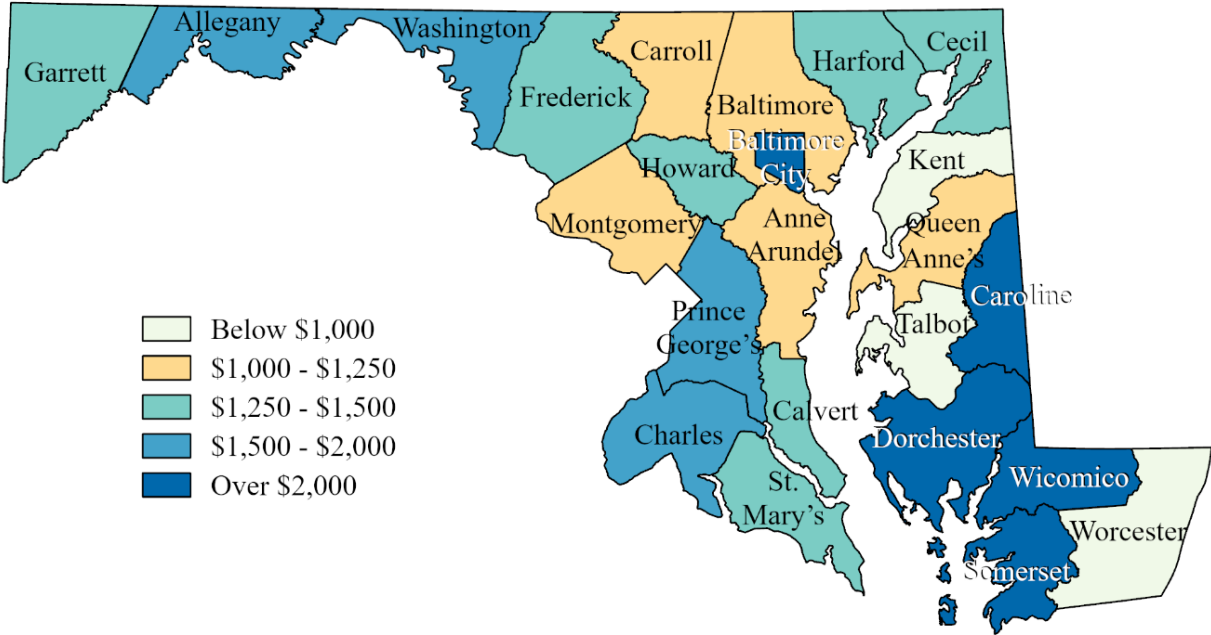 Allegany
Washington
Garrett
Frederick
Carroll
Harford
Cecil
Baltimore
Baltimore
City
Howard
Kent
Montgomery
Anne
Arundel
Queen
Anne's
Caroline
Prince
George's
Talbot
Charles
Calvert
Dorchester
St.
Mary's
Wicomico
Worcester
Somerset
Below $1,000
$1,000 - $1,250
$1,250 - $1,500
$1,500 - $2,000
Over $2,000